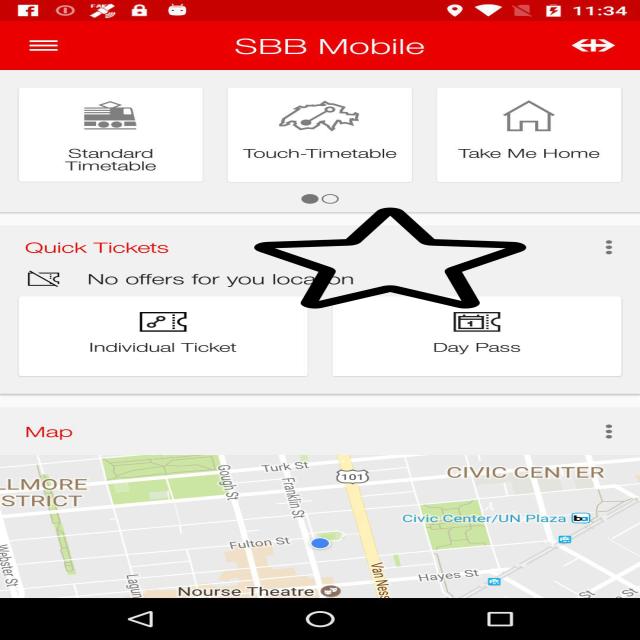 11:34
SBB Mobile
Standard
Timetable
Touch-Timetable
Take Me Home
Quick Tickets
No offers for you location
Individual Ticket
1
Day Pass
Map
Turk St
101
CIVIC CENTER
LLMORE
STRICT
Gough St
Franklin St
Civic Center/UN Plaza
Fulton St
Webster St
Van Ness
Hayes St
Nourse Theatre